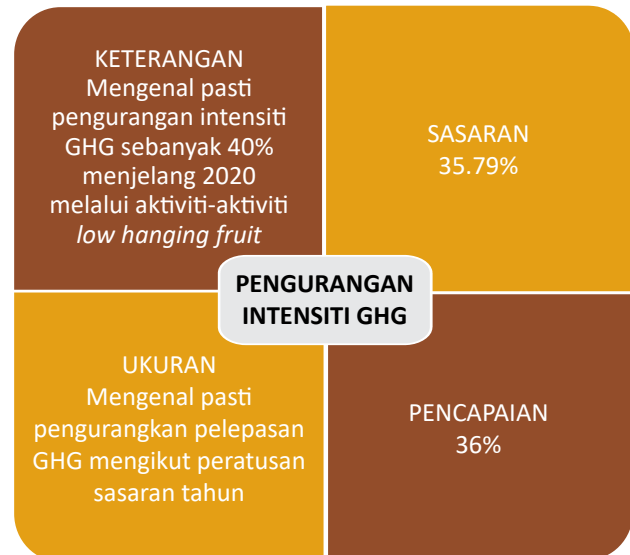 KETERANGAN
Mengenal pasti
pengurangan intensiti
GHG sebanyak 40%
menjelang 2020
melalui aktiviti-aktiviti
low hanging fruit
SASARAN
35.79%
PENGURANGAN
INTENSITI GHG
UKURAN
Mengenal pasti
pengurangkan pelepasan
GHG mengikut peratusan
sasaran tahun
PENCAPAIAN
36%